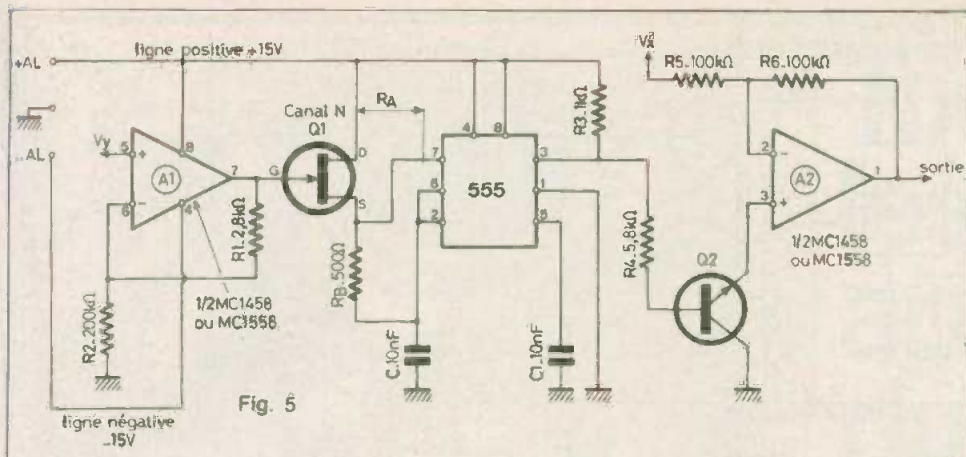 +AL
ligne positive +15V
-AL
Vy
5
+
8
A1
7
6
-
4
R1.2,8kΩ
R2.200kΩ
1/2MC1458
ou MC1558
ligne négative
-15V
Fig. 5
Canal N
Q1
G
D
S
RA
RB.500Ω
C.10nF
4
8
7
6
2
555
3
1
5
C1.10nF
R3.1kΩ
R4.5,8kΩ
Q2
R5.100kΩ
R6.100kΩ
2
-
3
+
A2
1
sortie
1/2MC1458
ou MC1558